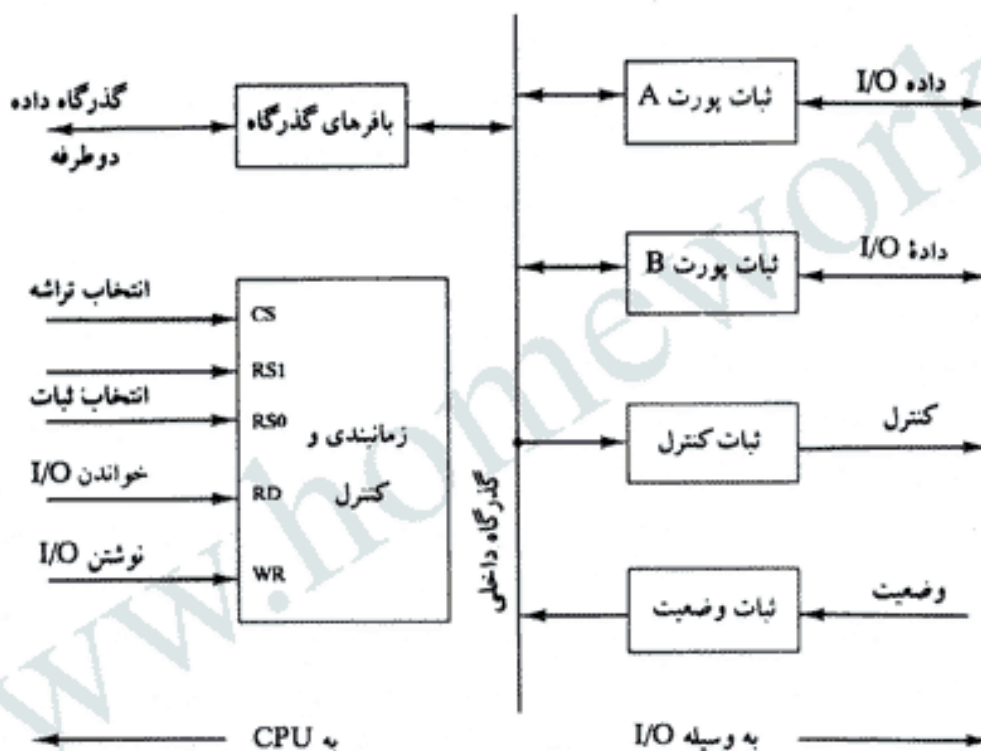 گذرگاه داده
دوطرفه
بافرهای گذرگاه
ثبات پورت A
داده I/O
ثبات پورت B
دادهٔ I/O
انتخاب تراشه
CS
RS1
انتخاب ثبات
RS0
زمانبندی و
کنترل
خواندن I/O
RD
نوشتن I/O
WR
گذرگاه داخلی
ثبات کنترل
کنترل
ثبات وضعیت
وضعیت
به CPU
به وسیله I/O
www.homework